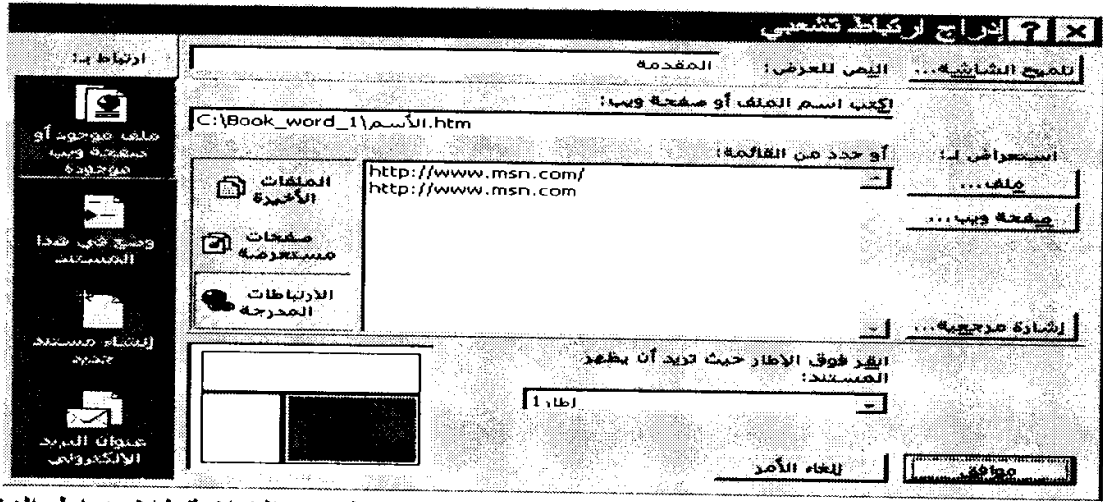 إدراج ارتباط تشعبي
ارتباط بـ:
النص للعرض:
المقدمة
تلميح الشاشة...
اكتب اسم الملف أو صفحة ويب:
C:\Book_word_1\الأسم.htm
ملف موجود أو
صفحة ويب
موجودة
أو حدد من القائمة:
استعراض لـ:
http://www.msn.com/
http://www.msn.com
الملفات
الأخيرة
ملف...
صفحة ويب...
صفحات
مستعرضة
وضع في هذا
المستند
الارتباطات
المدرجة
إشارة مرجعية...
إنشاء مستند
جديد
انقر فوق الإطار حيث تريد أن يظهر
المستند:
إطار1
عنوان البريد
الإلكتروني
موافق
إلغاء الأمر